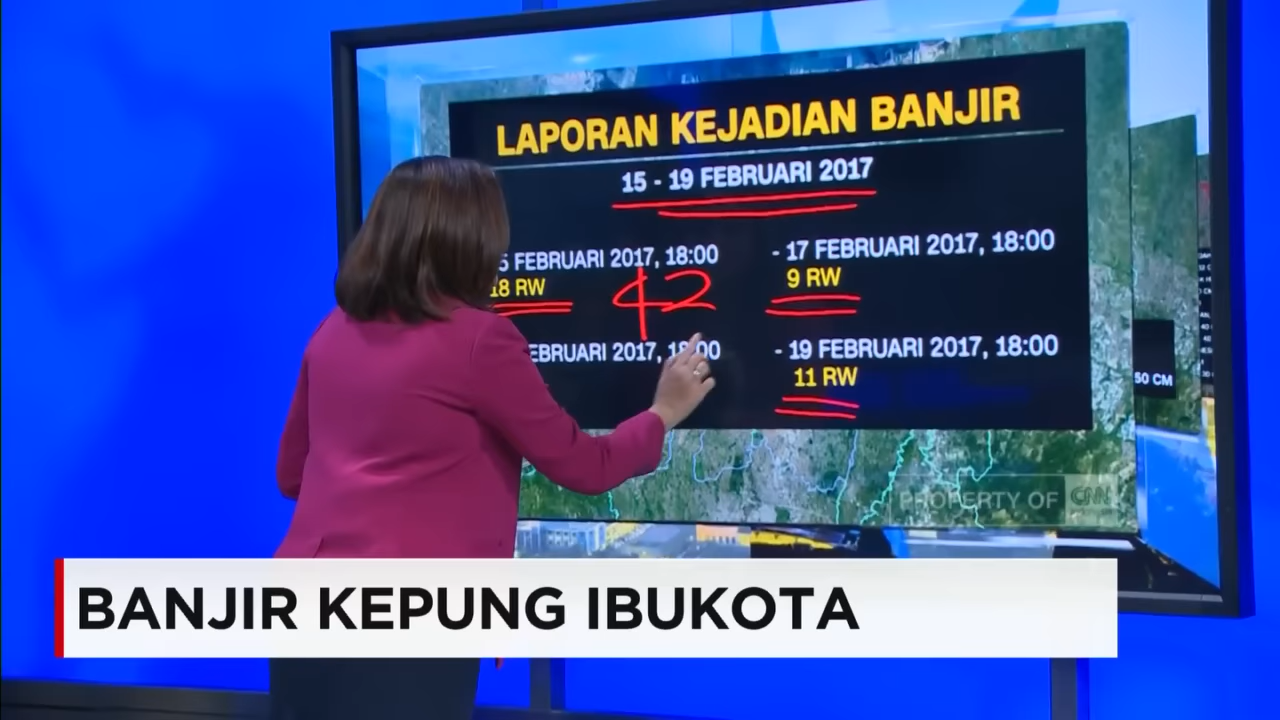 LAPORAN KEJADIAN BANJIR
15 - 19 FEBRUARI 2017
FEBRUARI 2017, 18:00
18 RW
42
2017, 18:00
- 17 FEBRUARI 2017, 18:00
9 RW
- 19 FEBRUARI 2017, 18:00
11 RW
50 CM
PROPERTY OF CNN
BANJIR KEPUNG IBUKOTA